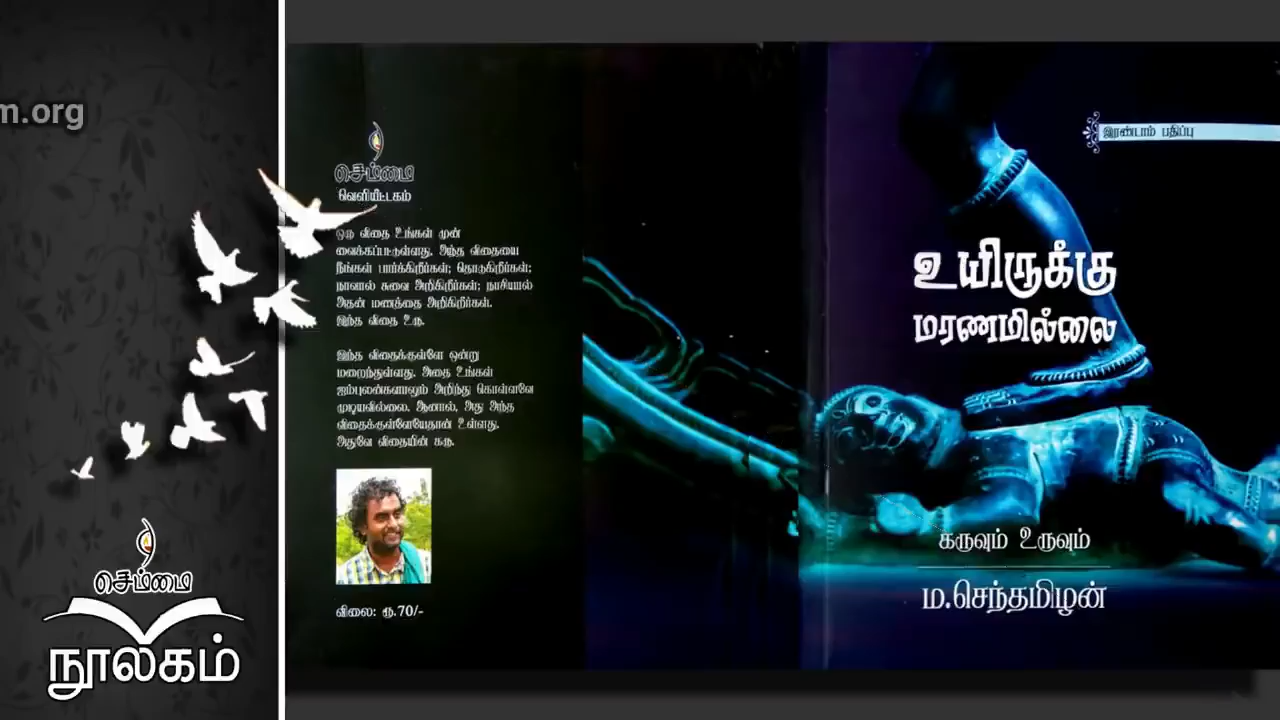 m.org
செம்மை
நூலகம்
செம்மை
வெளியீட்டகம்
ஒரு விதை உங்கள் முன்
வைக்கப்பட்டுள்ளது. அந்த விதையை
நீங்கள் பார்க்கிறீர்கள்; தொடுகிறீர்கள்;
நாவால் சுவை அறிகிறீர்கள்; நாசியால்
அதன் மணத்தை அறிகிறீர்கள்.
இந்த விதை உரு.
இந்த விதைக்குள்ளே ஒன்று
மறைந்துள்ளது. அதை உங்கள்
ஐம்புலன்களாலும் அறிந்து கொள்ளவே
முடியவில்லை. ஆனால், அது அந்த
விதைக்குள்ளேயேதான் உள்ளது.
அதுவே விதையின் கரு.
விலை: ரூ.70/-
இரண்டாம் பதிப்பு
உயிருக்கு
மரணமில்லை
கருவும் உருவும்
ம.செந்தமிழன்